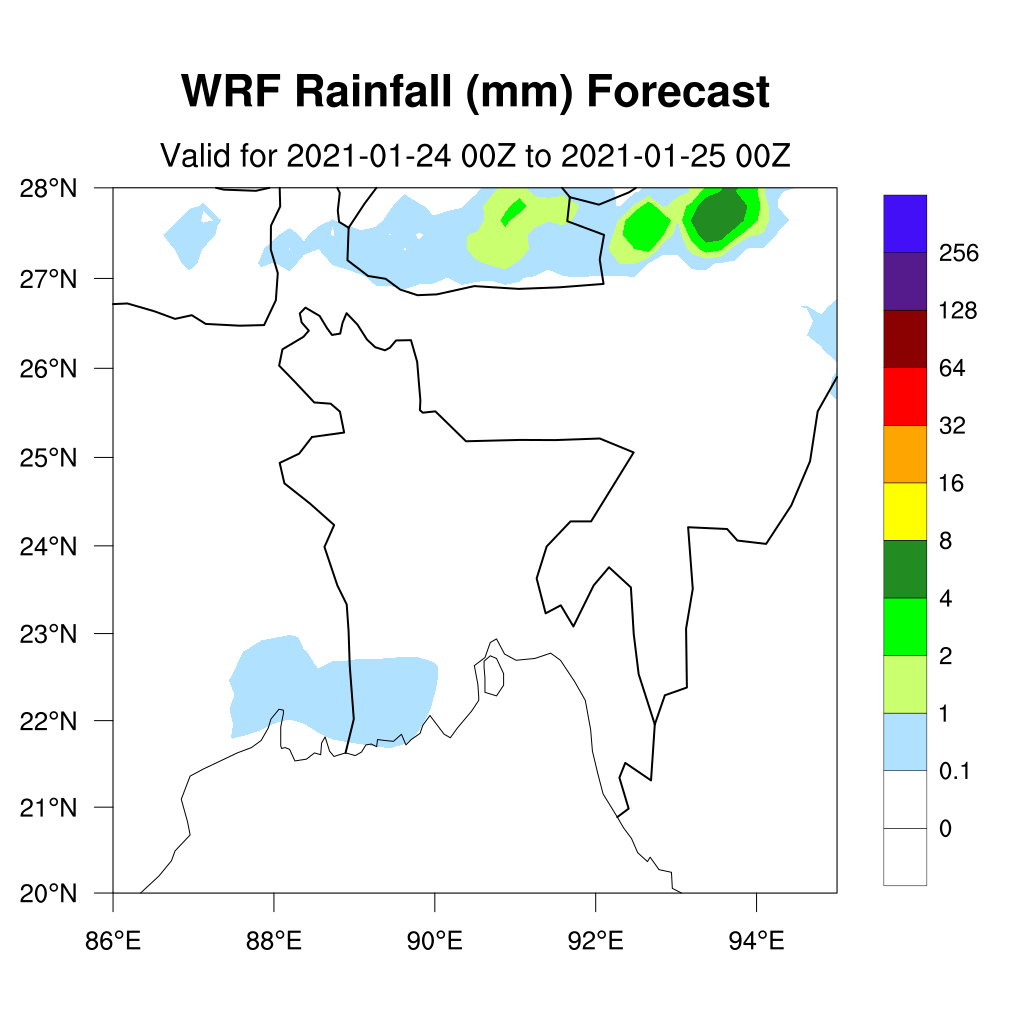 WRF Rainfall (mm) Forecast
Valid for 2021-01-24 00Z to 2021-01-25 00Z
28°N
27°N
26°N
25°N
24°N
23°N
22°N
21°N
20°N
86°E 88°E 90°E 92°E 94°E
256
128
64
32
16
8
4
2
1
0.1
0